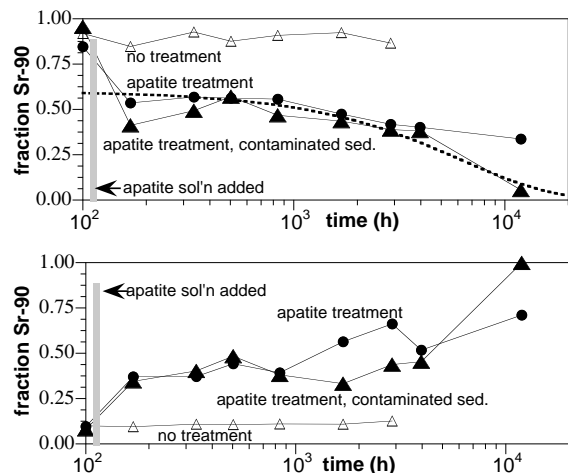 1.00
0.75
0.50
0.25
0.00
fraction Sr-90
no treatment
apatite treatment
apatite treatment, contaminated sed.
apatite sol'n added
10² 10³ 10⁴
time (h)
1.00
0.75
0.50
0.25
0.00
fraction Sr-90
apatite sol'n added
apatite treatment
apatite treatment, contaminated sed.
no treatment
10² 10³ 10⁴
time (h)